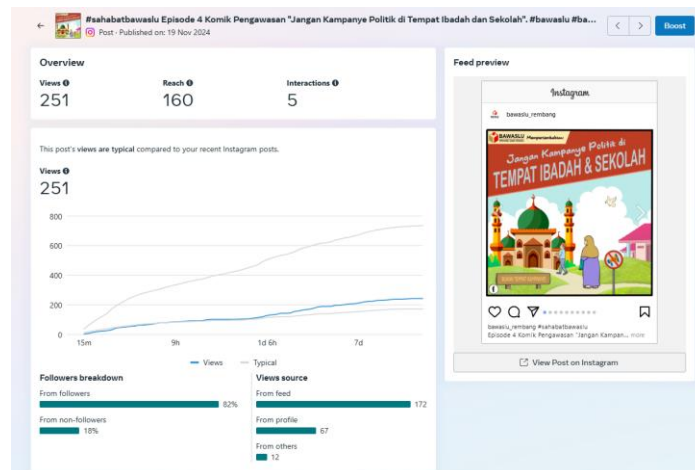 #sahabatbawaslu Episode 4 Komik Pengawasan "Jangan Kampanye Politik di Tempat Ibadah dan Sekolah". #bawaslu #ba...
Post · Published on: 19 Nov 2024
Boost
Overview
Views
Reach
Interactions
251
160
5
This post's views are typical compared to your recent Instagram posts.
Views
251
800
600
400
200
0
15m
9h
1d 6h
7d
Views
Typical
Followers breakdown
From followers
82%
From non-followers
18%
Views source
From feed
172
From profile
67
From others
12
Feed preview
Instagram
bawaslu_rembang
BAWASLU Mempersembahkan:
Jangan Kampanye Politik di
TEMPAT IBADAH & SEKOLAH
bawaslu_rembang #sahabatbawaslu
Episode 4 Komik Pengawasan "Jangan Kampan... more
View Post on Instagram